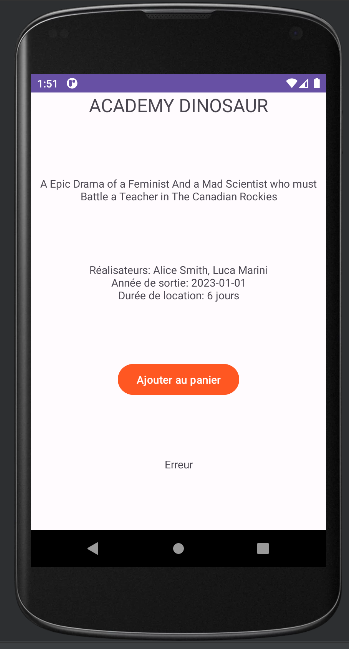 1:51
ACADEMY DINOSAUR
A Epic Drama of a Feminist And a Mad Scientist who must
Battle a Teacher in The Canadian Rockies
Réalisateurs: Alice Smith, Luca Marini
Année de sortie: 2023-01-01
Durée de location: 6 jours
Ajouter au panier
Erreur